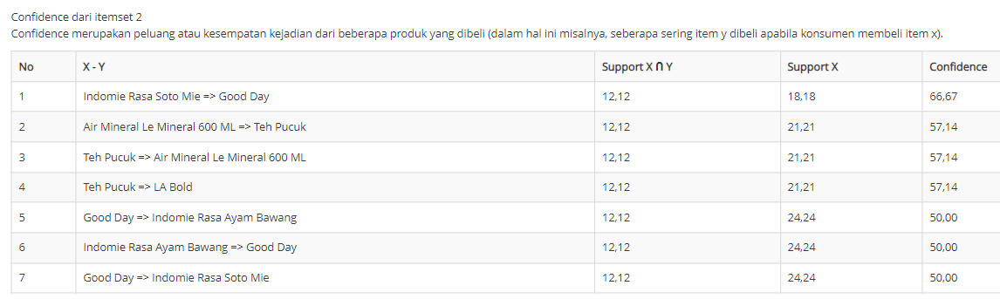 Confidence dari itemset 2
Confidence merupakan peluang atau kesempatan kejadian dari beberapa produk yang dibeli (dalam hal ini misalnya, seberapa sering item y dibeli apabila konsumen membeli item x).
No X - Y Support X ∩ Y Support X Confidence
1 Indomie Rasa Soto Mie => Good Day 12,12 18,18 66,67
2 Air Mineral Le Mineral 600 ML => Teh Pucuk 12,12 21,21 57,14
3 Teh Pucuk => Air Mineral Le Mineral 600 ML 12,12 21,21 57,14
4 Teh Pucuk => LA Bold 12,12 21,21 57,14
5 Good Day => Indomie Rasa Ayam Bawang 12,12 24,24 50,00
6 Indomie Rasa Ayam Bawang => Good Day 12,12 24,24 50,00
7 Good Day => Indomie Rasa Soto Mie 12,12 24,24 50,00